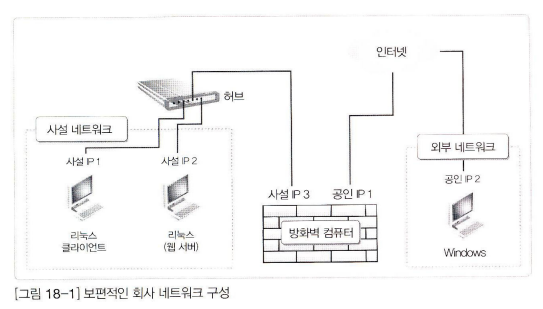 인터넷
허브
사설 네트워크
외부 네트워크
사설 IP 1
사설 IP 2
공인 IP 2
사설 IP 3
공인 IP 1
리눅스
클라이언트
리눅스
(웹 서버)
방화벽 컴퓨터
Windows
[그림 18-1] 보편적인 회사 네트워크 구성